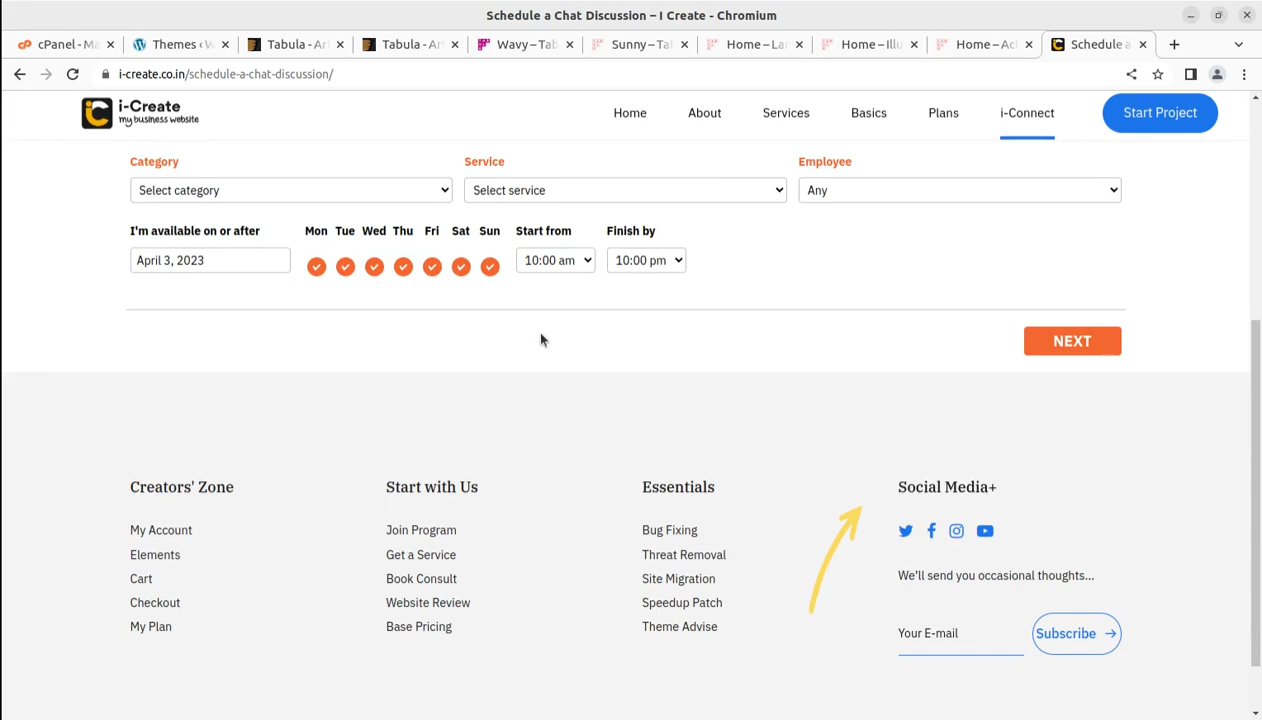 Schedule a Chat Discussion – I Create - Chromium
cPanel - Ma
Themes ‹ W
Tabula - Ar
Tabula - Ar
Wavy – Tab
Sunny – Ta
Home – La
Home – Illu
Home – Ac
Schedule a
i-create.co.in/schedule-a-chat-discussion/
i-Create
my business website
Home
About
Services
Basics
Plans
i-Connect
Start Project
Category
Service
Employee
Select category
Select service
Any
I'm available on or after
Mon Tue Wed Thu Fri Sat Sun
Start from
Finish by
April 3, 2023
10:00 am
10:00 pm
NEXT
Creators' Zone
My Account
Elements
Cart
Checkout
My Plan
Start with Us
Join Program
Get a Service
Book Consult
Website Review
Base Pricing
Essentials
Bug Fixing
Threat Removal
Site Migration
Speedup Patch
Theme Advise
Social Media+
We'll send you occasional thoughts...
Your E-mail
Subscribe